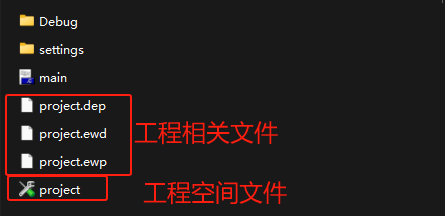 Debug
settings
main
project.dep
project.ewd
工程相关文件
project.ewp
project
工程空间文件